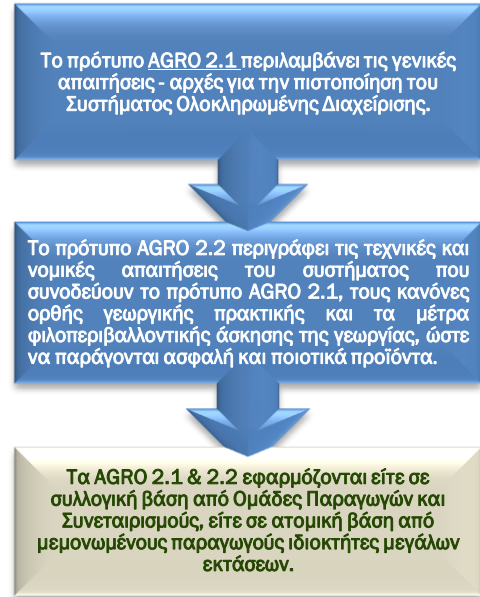 Το πρότυπο AGRO 2.1 περιλαμβάνει τις γενικές
απαιτήσεις - αρχές για την πιστοποίηση του
Συστήματος Ολοκληρωμένης Διαχείρισης.
Το πρότυπο AGRO 2.2 περιγράφει τις τεχνικές και
νομικές απαιτήσεις του συστήματος που
συνοδεύουν το πρότυπο AGRO 2.1, τους κανόνες
ορθής γεωργικής πρακτικής και τα μέτρα
φιλοπεριβαλλοντικής άσκησης της γεωργίας, ώστε
να παράγονται ασφαλή και ποιοτικά προϊόντα.
Τα AGRO 2.1 & 2.2 εφαρμόζονται είτε σε
συλλογική βάση από Ομάδες Παραγωγών και
Συνεταιρισμούς, είτε σε ατομική βάση από
μεμονωμένους παραγωγούς ιδιοκτήτες μεγάλων
εκτάσεων.